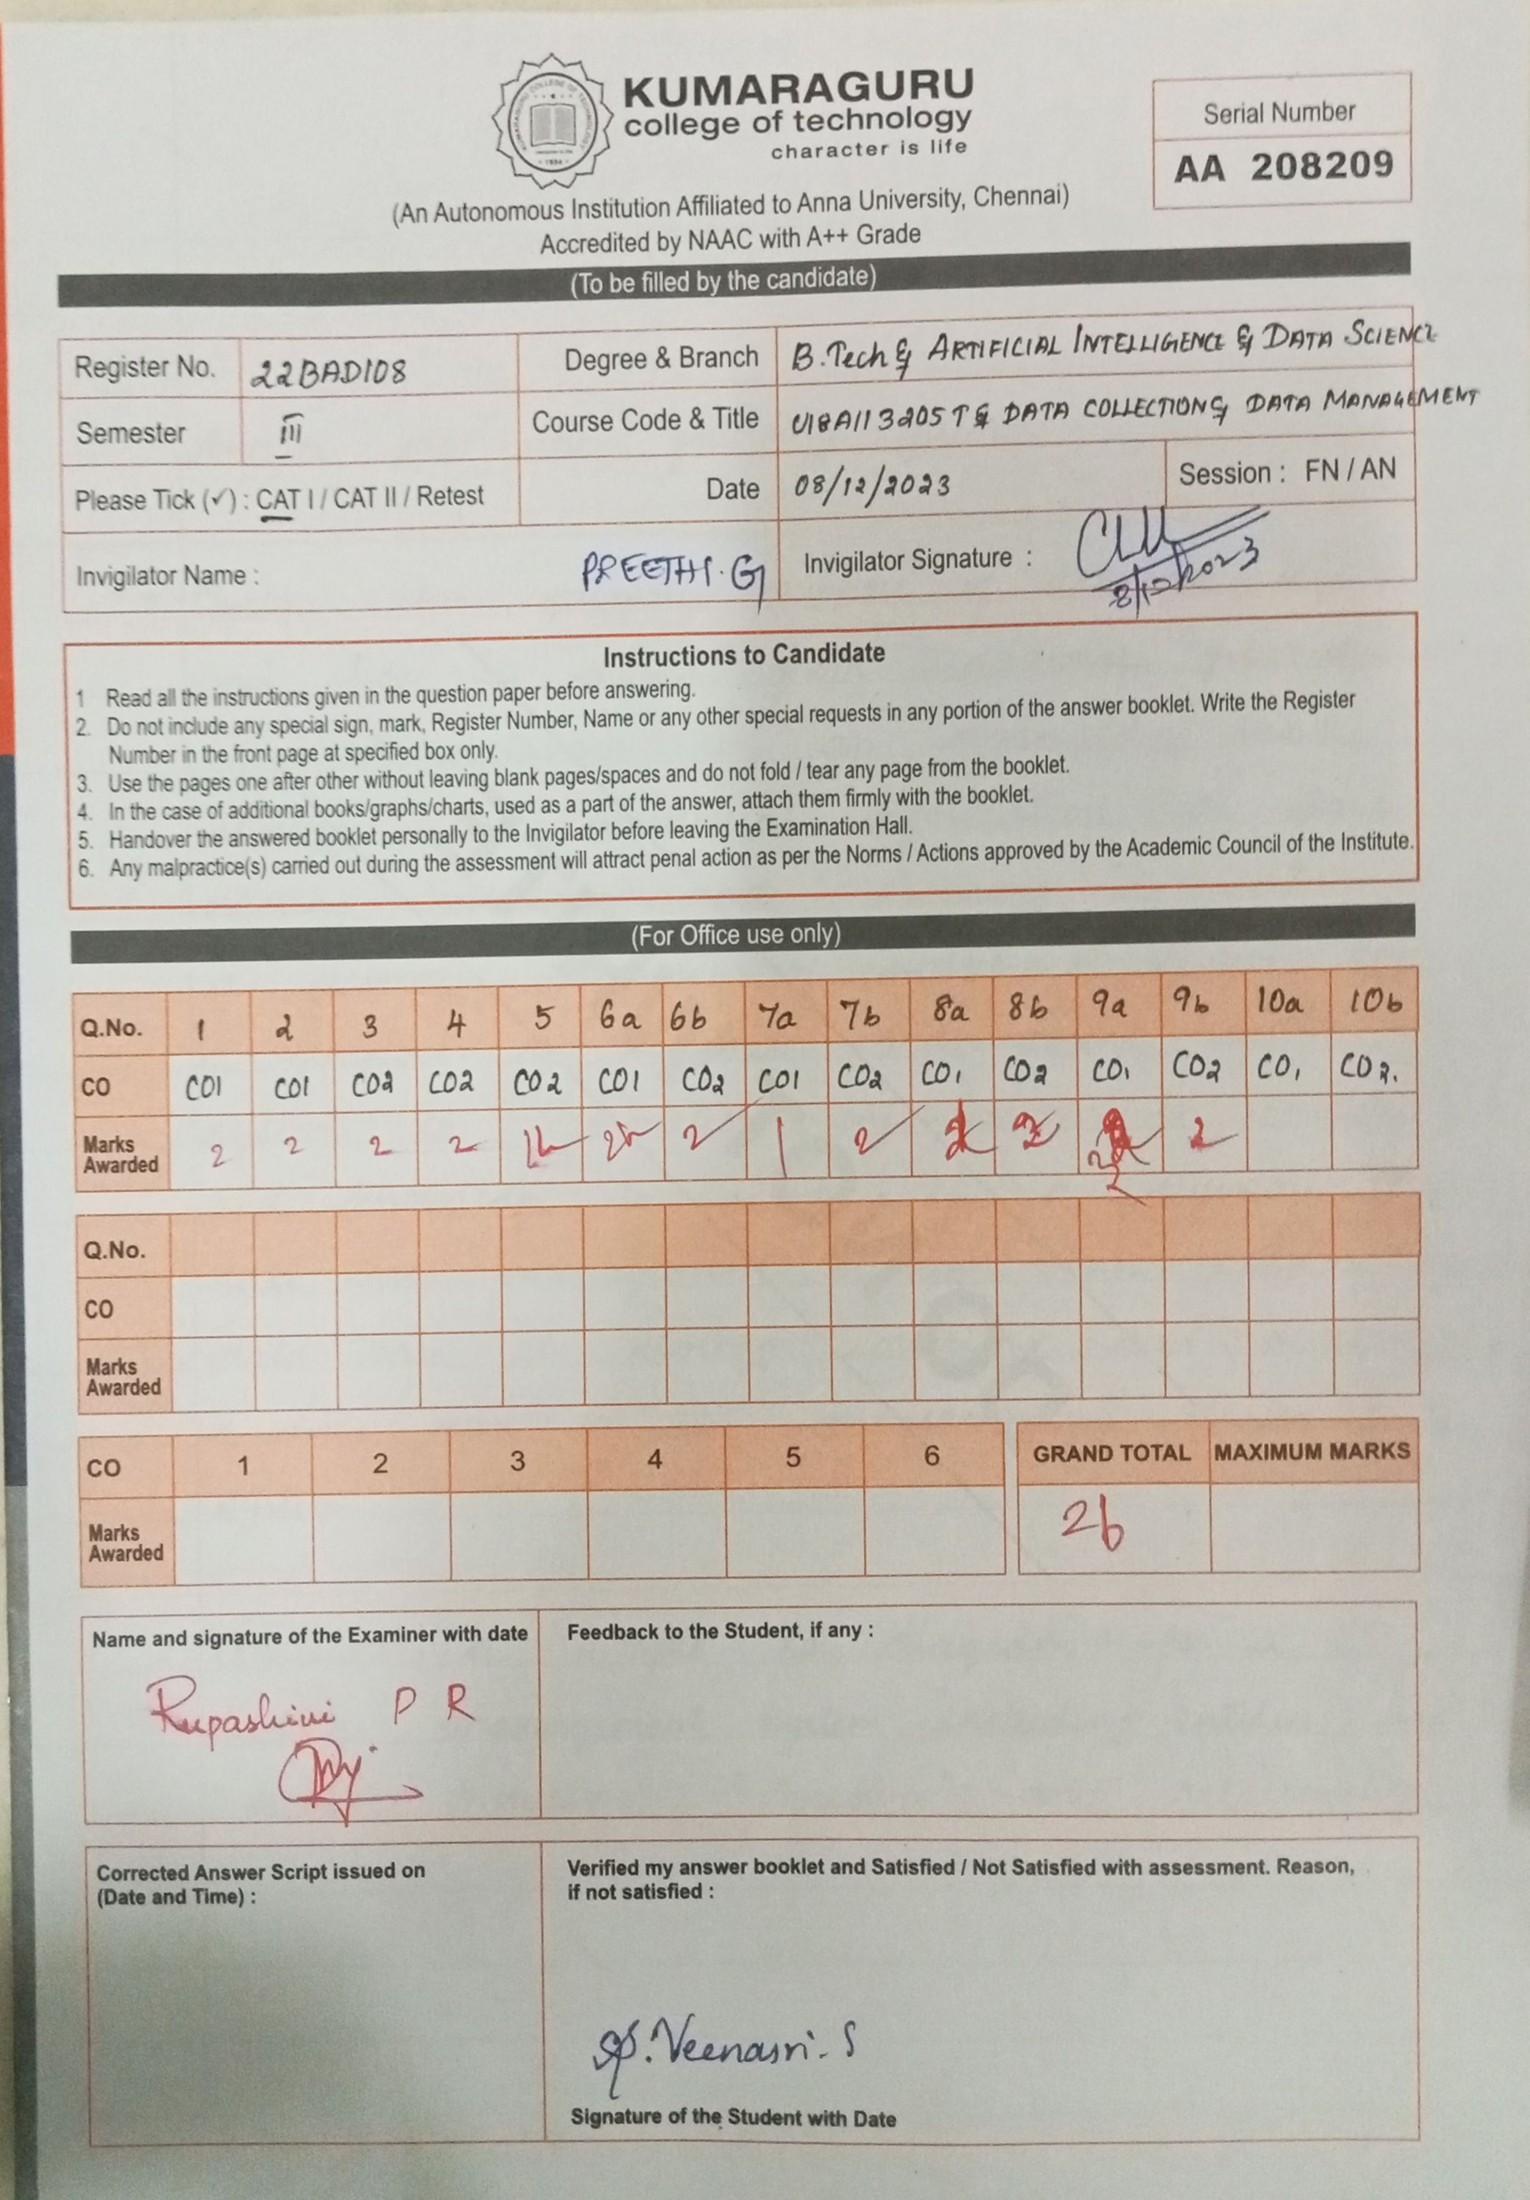 KUMARAGURU
college of technology
character is life
(An Autonomous Institution Affiliated to Anna University, Chennai)
Accredited by NAAC with A++ Grade
Serial Number
AA 208209
(To be filled by the candidate)
Register No. 22BAD108 Degree & Branch B.Tech & ARTIFICIAL INTELLIGENCE & DATA SCIENCE
Semester III Course Code & Title U18AII3205T & DATA COLLECTION & DATA MANAGEMENT
Please Tick (✓) : CAT I / CAT II / Retest Date 08/12/2023 Session : FN / AN
Invigilator Name : PREETHI.G Invigilator Signature :
8/12/2023
Instructions to Candidate
1 Read all the instructions given in the question paper before answering.
2. Do not include any special sign, mark, Register Number, Name or any other special requests in any portion of the answer booklet. Write the Register
Number in the front page at specified box only.
3. Use the pages one after other without leaving blank pages/spaces and do not fold / tear any page from the booklet.
4. In the case of additional books/graphs/charts, used as a part of the answer, attach them firmly with the booklet.
5. Handover the answered booklet personally to the Invigilator before leaving the Examination Hall.
6. Any malpractice(s) carried out during the assessment will attract penal action as per the Norms / Actions approved by the Academic Council of the Institute.
(For Office use only)
Q.No. 1 2 3 4 5 6a 6b 7a 7b 8a 8b 9a 9b 10a 10b
CO CO1 CO1 CO2 CO2 CO2 CO1 CO2 CO1 CO2 CO1 CO2 CO1 CO2 CO1 CO2.
Marks Awarded 2 2 2 2 2 1 2 2 2
Q.No.
CO
Marks Awarded
CO 1 2 3 4 5 6
Marks Awarded
GRAND TOTAL MAXIMUM MARKS
26
Name and signature of the Examiner with date
Rupashini P R
Feedback to the Student, if any :
Corrected Answer Script issued on
(Date and Time) :
Verified my answer booklet and Satisfied / Not Satisfied with assessment. Reason,
if not satisfied :
Veenasri. S
Signature of the Student with Date